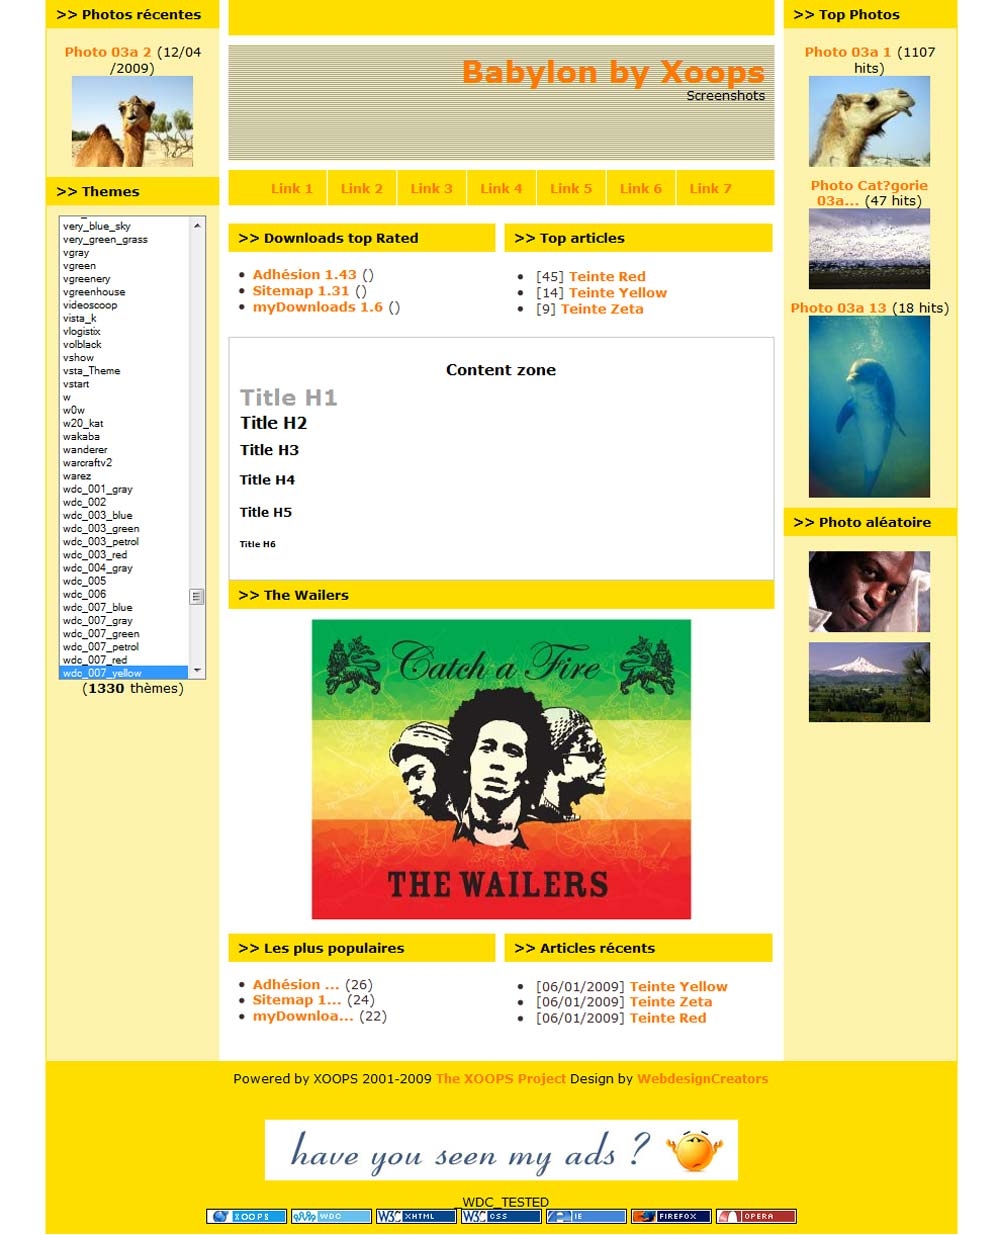 >> Photos récentes
Photo 03a 2 (12/04
/2009)
>> Themes
very_blue_sky
very_green_grass
vgray
vgreen
vgreenery
vgreenhouse
videoscoop
vista_k
vlogistix
volblack
vshow
vsta_Theme
vstart
w
w0w
w20_kat
wakaba
wanderer
warcraftv2
warez
wdc_001_gray
wdc_002
wdc_003_blue
wdc_003_green
wdc_003_petrol
wdc_003_red
wdc_004_gray
wdc_005
wdc_006
wdc_007_blue
wdc_007_gray
wdc_007_green
wdc_007_petrol
wdc_007_red
wdc_007_yellow
(1330 thèmes)
Babylon by Xoops
Screenshots
Link 1 Link 2 Link 3 Link 4 Link 5 Link 6 Link 7
>> Downloads top Rated
Adhésion 1.43 ()
Sitemap 1.31 ()
myDownloads 1.6 ()
>> Top articles
[45] Teinte Red
[14] Teinte Yellow
[9] Teinte Zeta
Content zone
Title H1
Title H2
Title H3
Title H4
Title H5
Title H6
>> The Wailers
Catch a Fire
THE WAILERS
>> Les plus populaires
Adhésion ... (26)
Sitemap 1... (24)
myDownloa... (22)
>> Articles récents
[06/01/2009] Teinte Yellow
[06/01/2009] Teinte Zeta
[06/01/2009] Teinte Red
>> Top Photos
Photo 03a 1 (1107
hits)
Photo Cat?gorie
03a... (47 hits)
Photo 03a 13 (18 hits)
>> Photo aléatoire
Powered by XOOPS 2001-2009 The XOOPS Project Design by WebdesignCreators
have you seen my ads ?
_WDC_TESTED
XOOPS WDC W3C XHTML W3C CSS IE FIREFOX OPERA